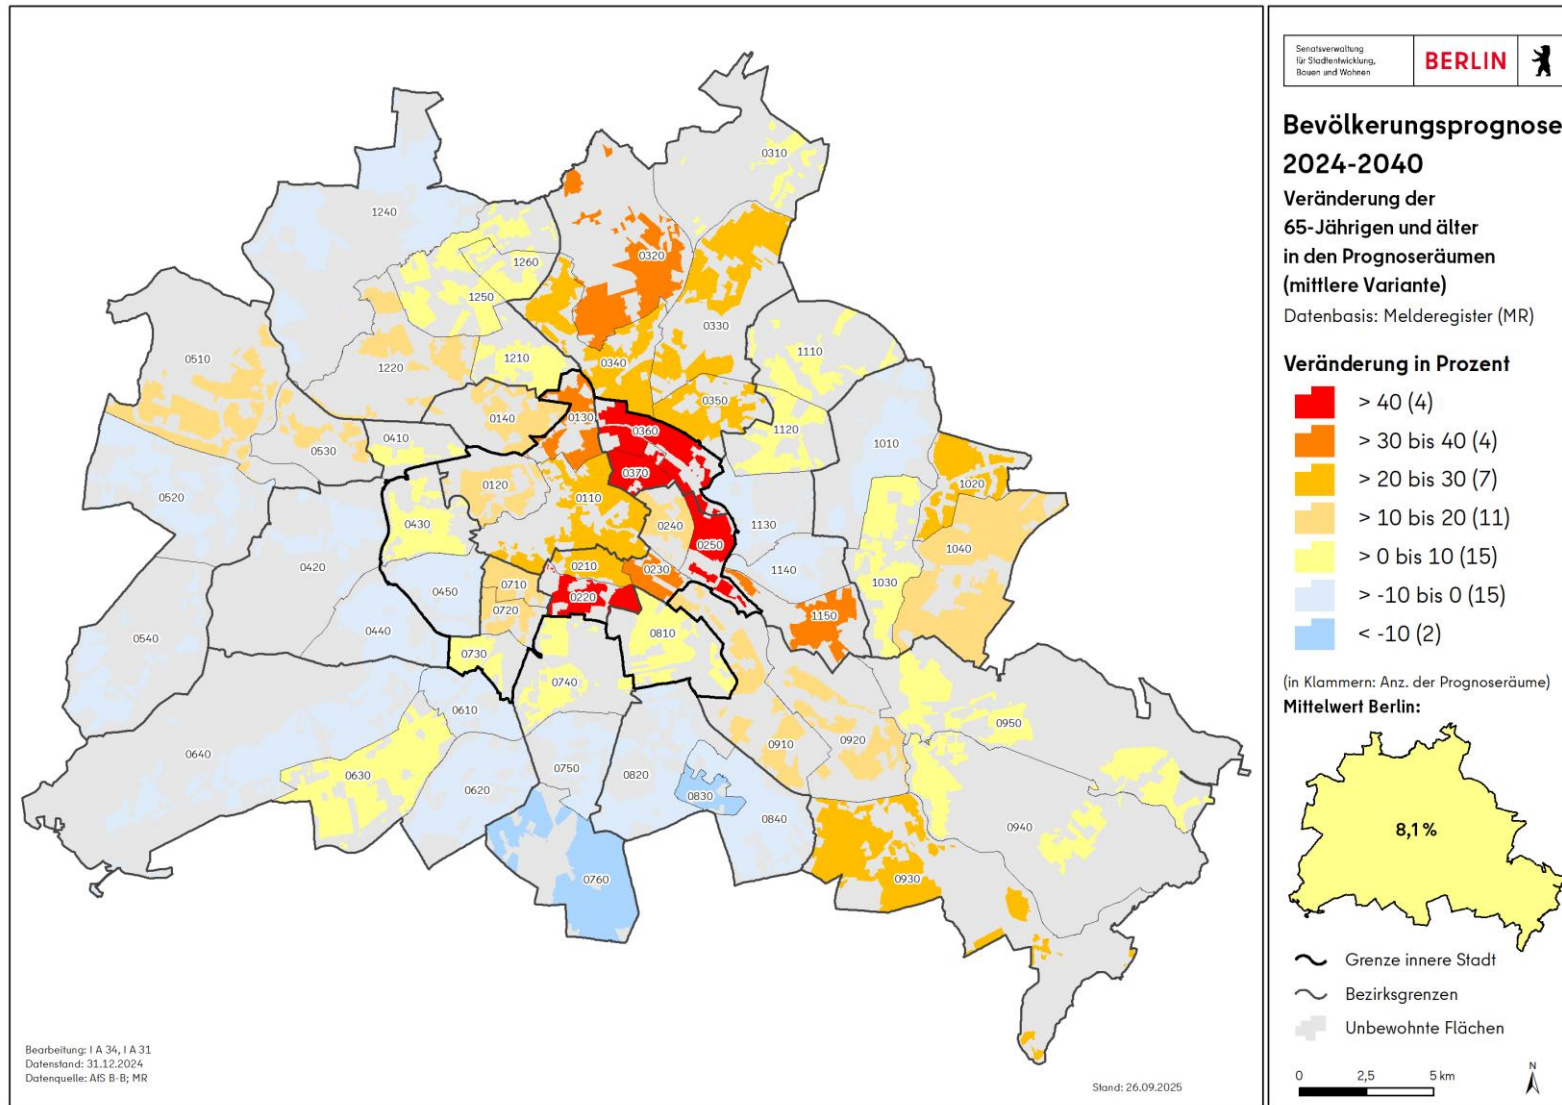 Senatsverwaltung
für Stadtentwicklung,
Bauen und Wohnen
BERLIN
Bevölkerungsprognose
2024-2040
Veränderung der
65-Jährigen und älter
in den Prognoseräumen
(mittlere Variante)
Datenbasis: Melderegister (MR)
Veränderung in Prozent
> 40 (4)
> 30 bis 40 (4)
> 20 bis 30 (7)
> 10 bis 20 (11)
> 0 bis 10 (15)
> -10 bis 0 (15)
< -10 (2)
(in Klammern: Anz. der Prognoseräume)
Mittelwert Berlin:
8,1%
Grenze innere Stadt
Bezirksgrenzen
Unbewohnte Flächen
0 2,5 5 km
N
0310
1240
0320
1260
1250
0330
0510
1210
1110
0340
1220
0350
0140
0130
0360
1120
0410
1010
0530
0370
0120
1020
0520
0110
0430
0240
0250
1130
1040
0420
0210
0230
1140
0710
1030
0450
0220
0720
1150
0440
0540
0810
0730
0740
0610
0950
0910
0920
0640
0750
0630
0820
0620
0830
0840
0940
0760
0930
Bearbeitung: I A 34, I A 31
Datenstand: 31.12.2024
Datenquelle: AfS B-B; MR
Stand: 26.09.2025